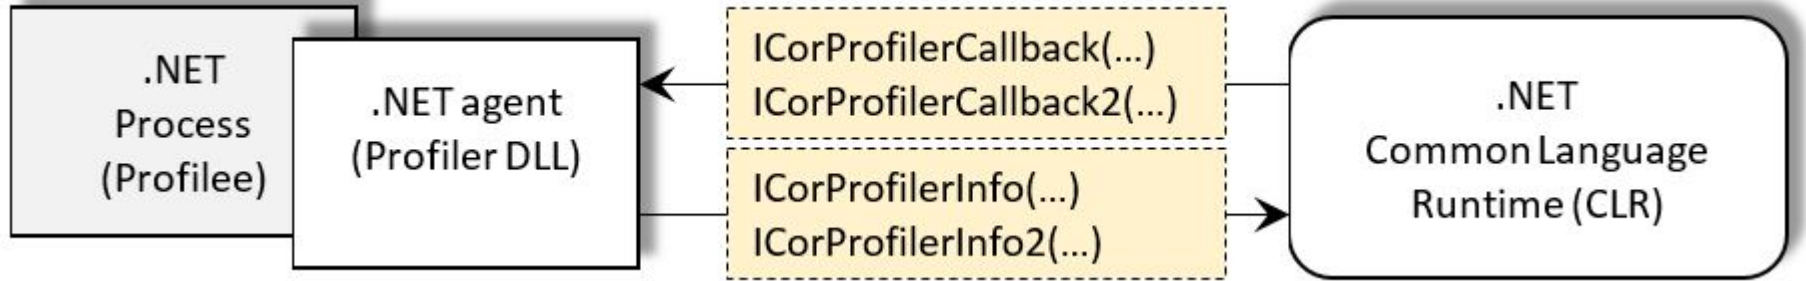 .NET
Process
(Profilee)
.NET agent
(Profiler DLL)
ICorProfilerCallback(...)
ICorProfilerCallback2(...)
ICorProfilerInfo(...)
ICorProfilerInfo2(...)
.NET
Common Language
Runtime (CLR)